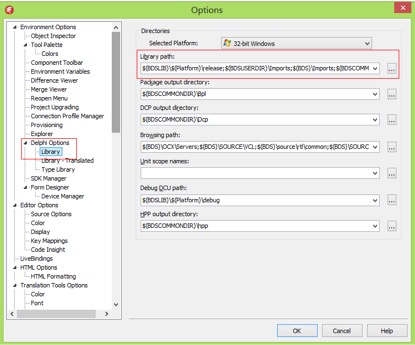 Options
Environment Options
Object Inspector
Tool Palette
Colors
Component Toolbar
Environment Variables
Difference Viewer
Merge Viewer
Reopen Menu
Project Upgrading
Connection Profile Manager
Provisioning
Explorer
Delphi Options
Library
Library - Translated
Type Library
SDK Manager
Form Designer
Device Manager
Editor Options
Source Options
Color
Display
Key Mappings
Code Insight
LiveBindings
HTML Options
HTML Formatting
Translation Tools Options
Color
Font
Directories
Selected Platform: 32-bit Windows
Library path:
$(BDSLIB)\$(Platform)\release;$(BDSUSERDIR)\Imports;$(BDS)\Imports;$(BDSCOMM
...
Package output directory:
$(BDSCOMMONDIR)\Bpl
...
DCP output directory:
$(BDSCOMMONDIR)\Dcp
...
Browsing path:
$(BDS)\OCX\Servers;$(BDS)\SOURCE\VCL;$(BDS)\source\rtl\common;$(BDS)\SOURC
...
Unit scope names:
...
Debug DCU path:
$(BDSLIB)\$(Platform)\debug
...
HPP output directory:
$(BDSCOMMONDIR)\hpp
...
OK
Cancel
Help